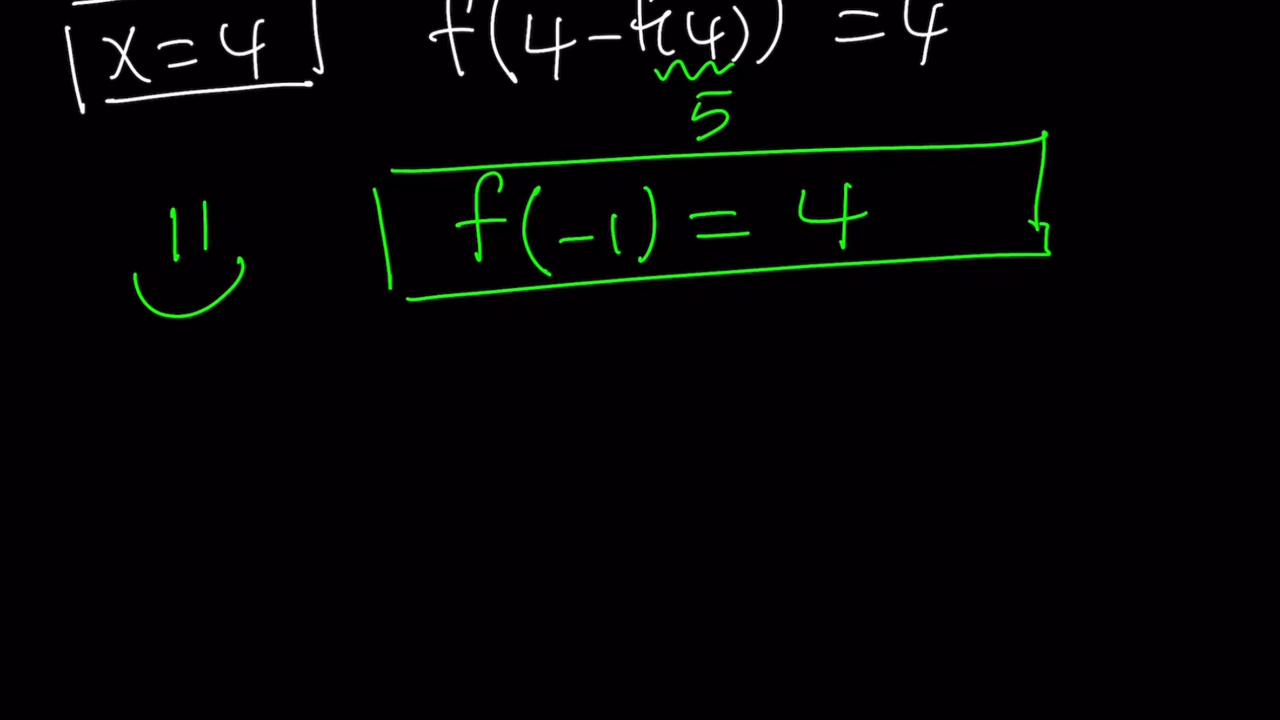 x = 4 f(4 - f(4)) = 4
5
f(-1) = 4